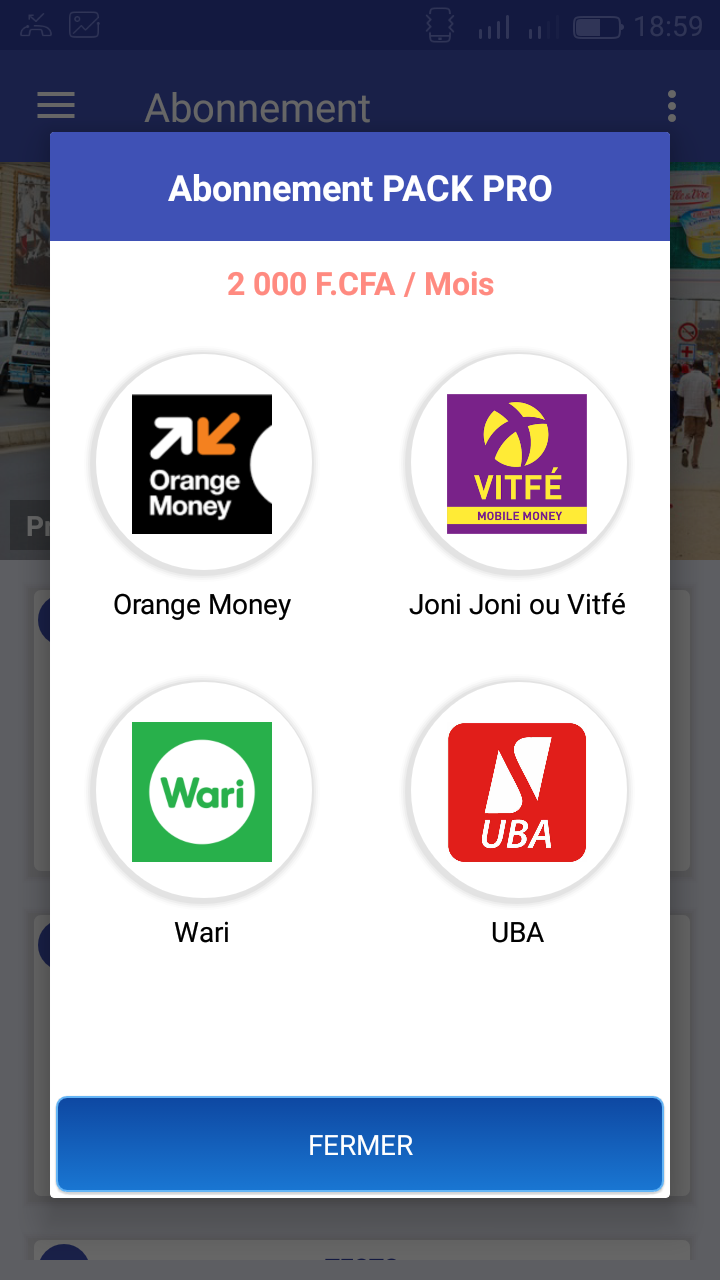 18:59
Abonnement
Abonnement PACK PRO
2 000 F.CFA / Mois
Orange
Money
VITFÉ
MOBILE MONEY
Orange Money
Joni Joni ou Vitfé
Wari
UBA
Wari
UBA
FERMER